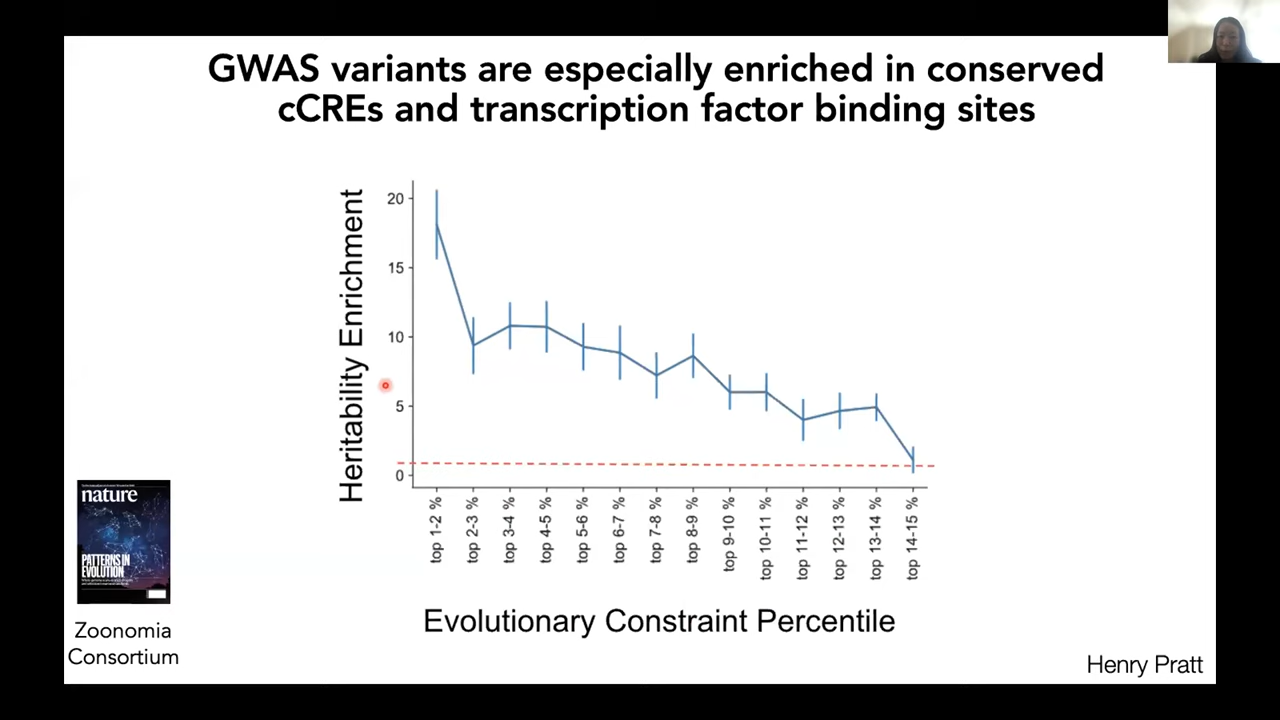 GWAS variants are especially enriched in conserved
cCREs and transcription factor binding sites
Heritability Enrichment
20
15
10
5
0
top 1-2 %
top 2-3 %
top 3-4 %
top 4-5 %
top 5-6 %
top 6-7 %
top 7-8 %
top 8-9 %
top 9-10 %
top 10-11 %
top 11-12 %
top 12-13 %
top 13-14 %
top 14-15 %
Evolutionary Constraint Percentile
nature
PATTERNS IN
EVOLUTION
Zoonomia
Consortium
Henry Pratt